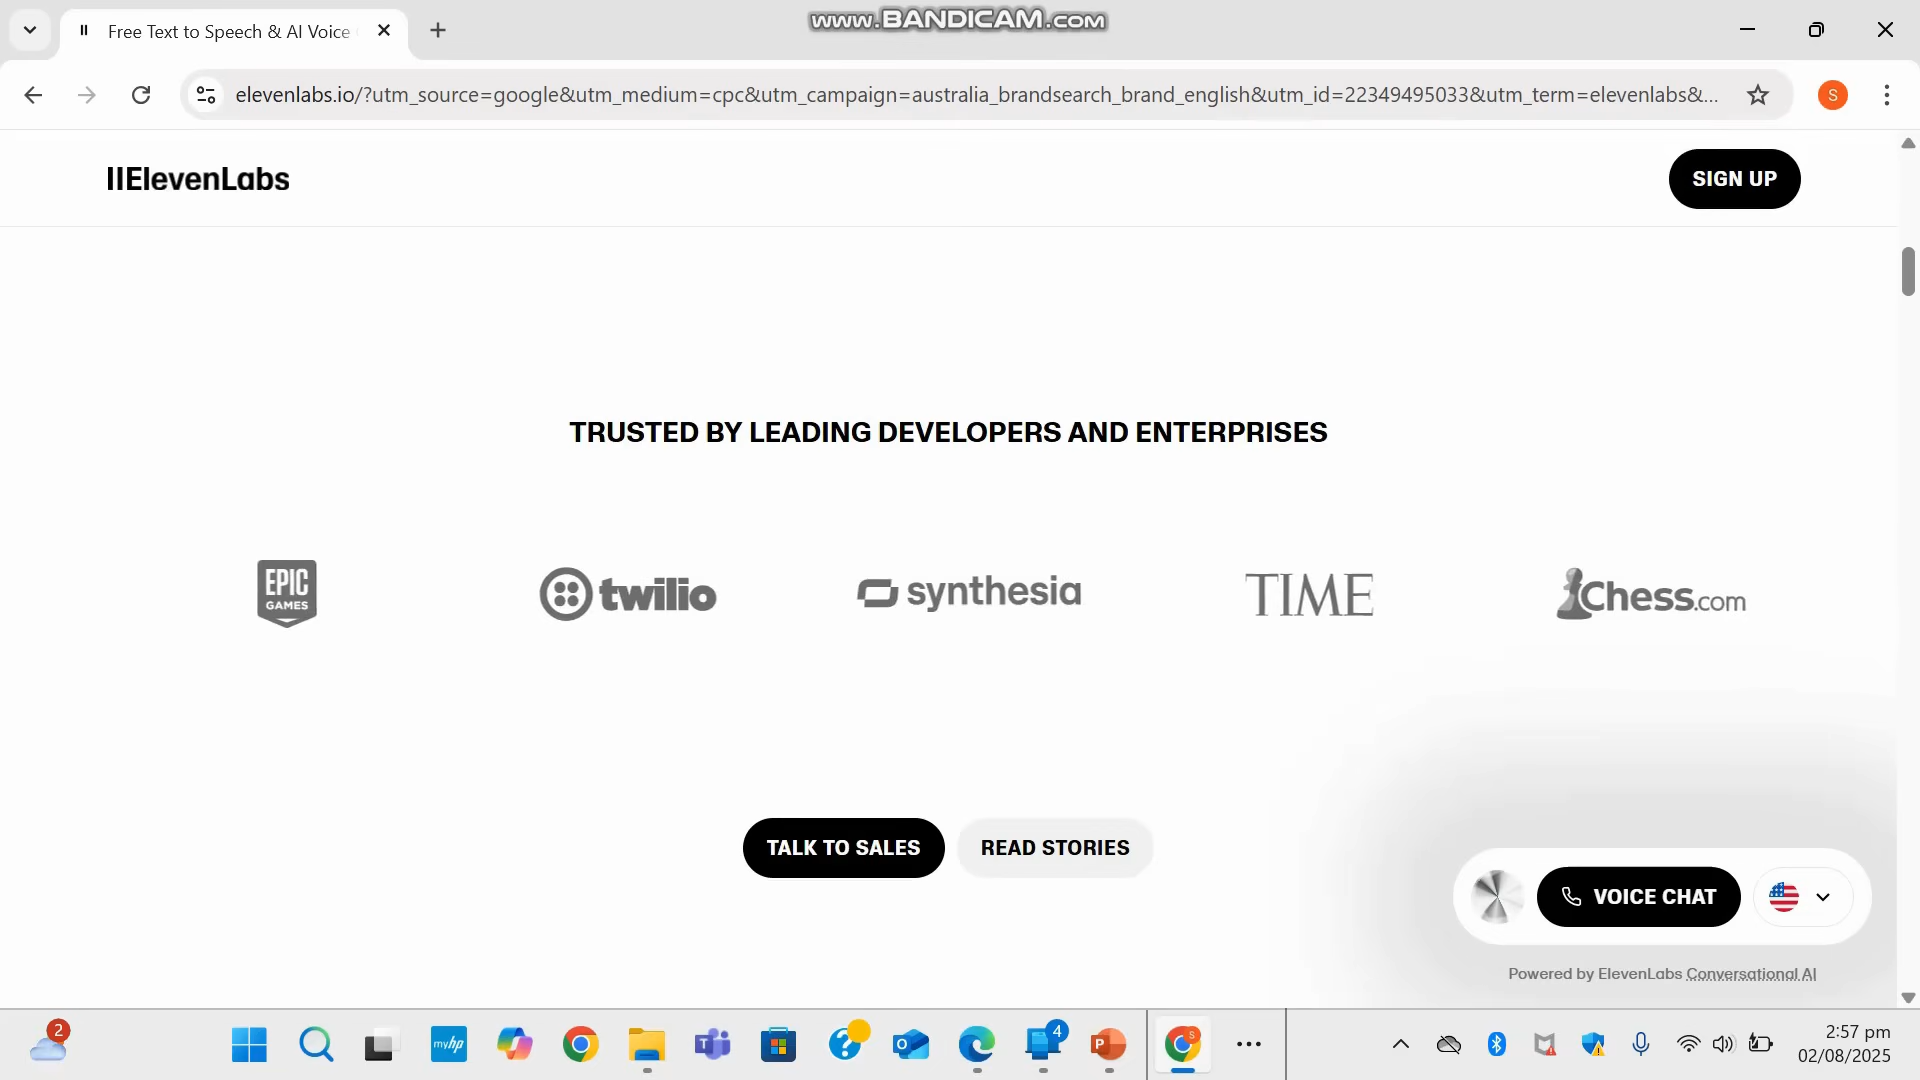 www.BANDICAM.com
Free Text to Speech & AI Voice
elevenlabs.io/?utm_source=google&utm_medium=cpc&utm_campaign=australia_brandsearch_brand_english&utm_id=22349495033&utm_term=elevenlabs&...
S
IIElevenLabs
SIGN UP
TRUSTED BY LEADING DEVELOPERS AND ENTERPRISES
EPIC
GAMES
twilio
synthesia
TIME
Chess.com
TALK TO SALES
READ STORIES
VOICE CHAT
Powered by ElevenLabs Conversational AI
2
myhp
T
?
O
4
P
S
2:57 pm
02/08/2025